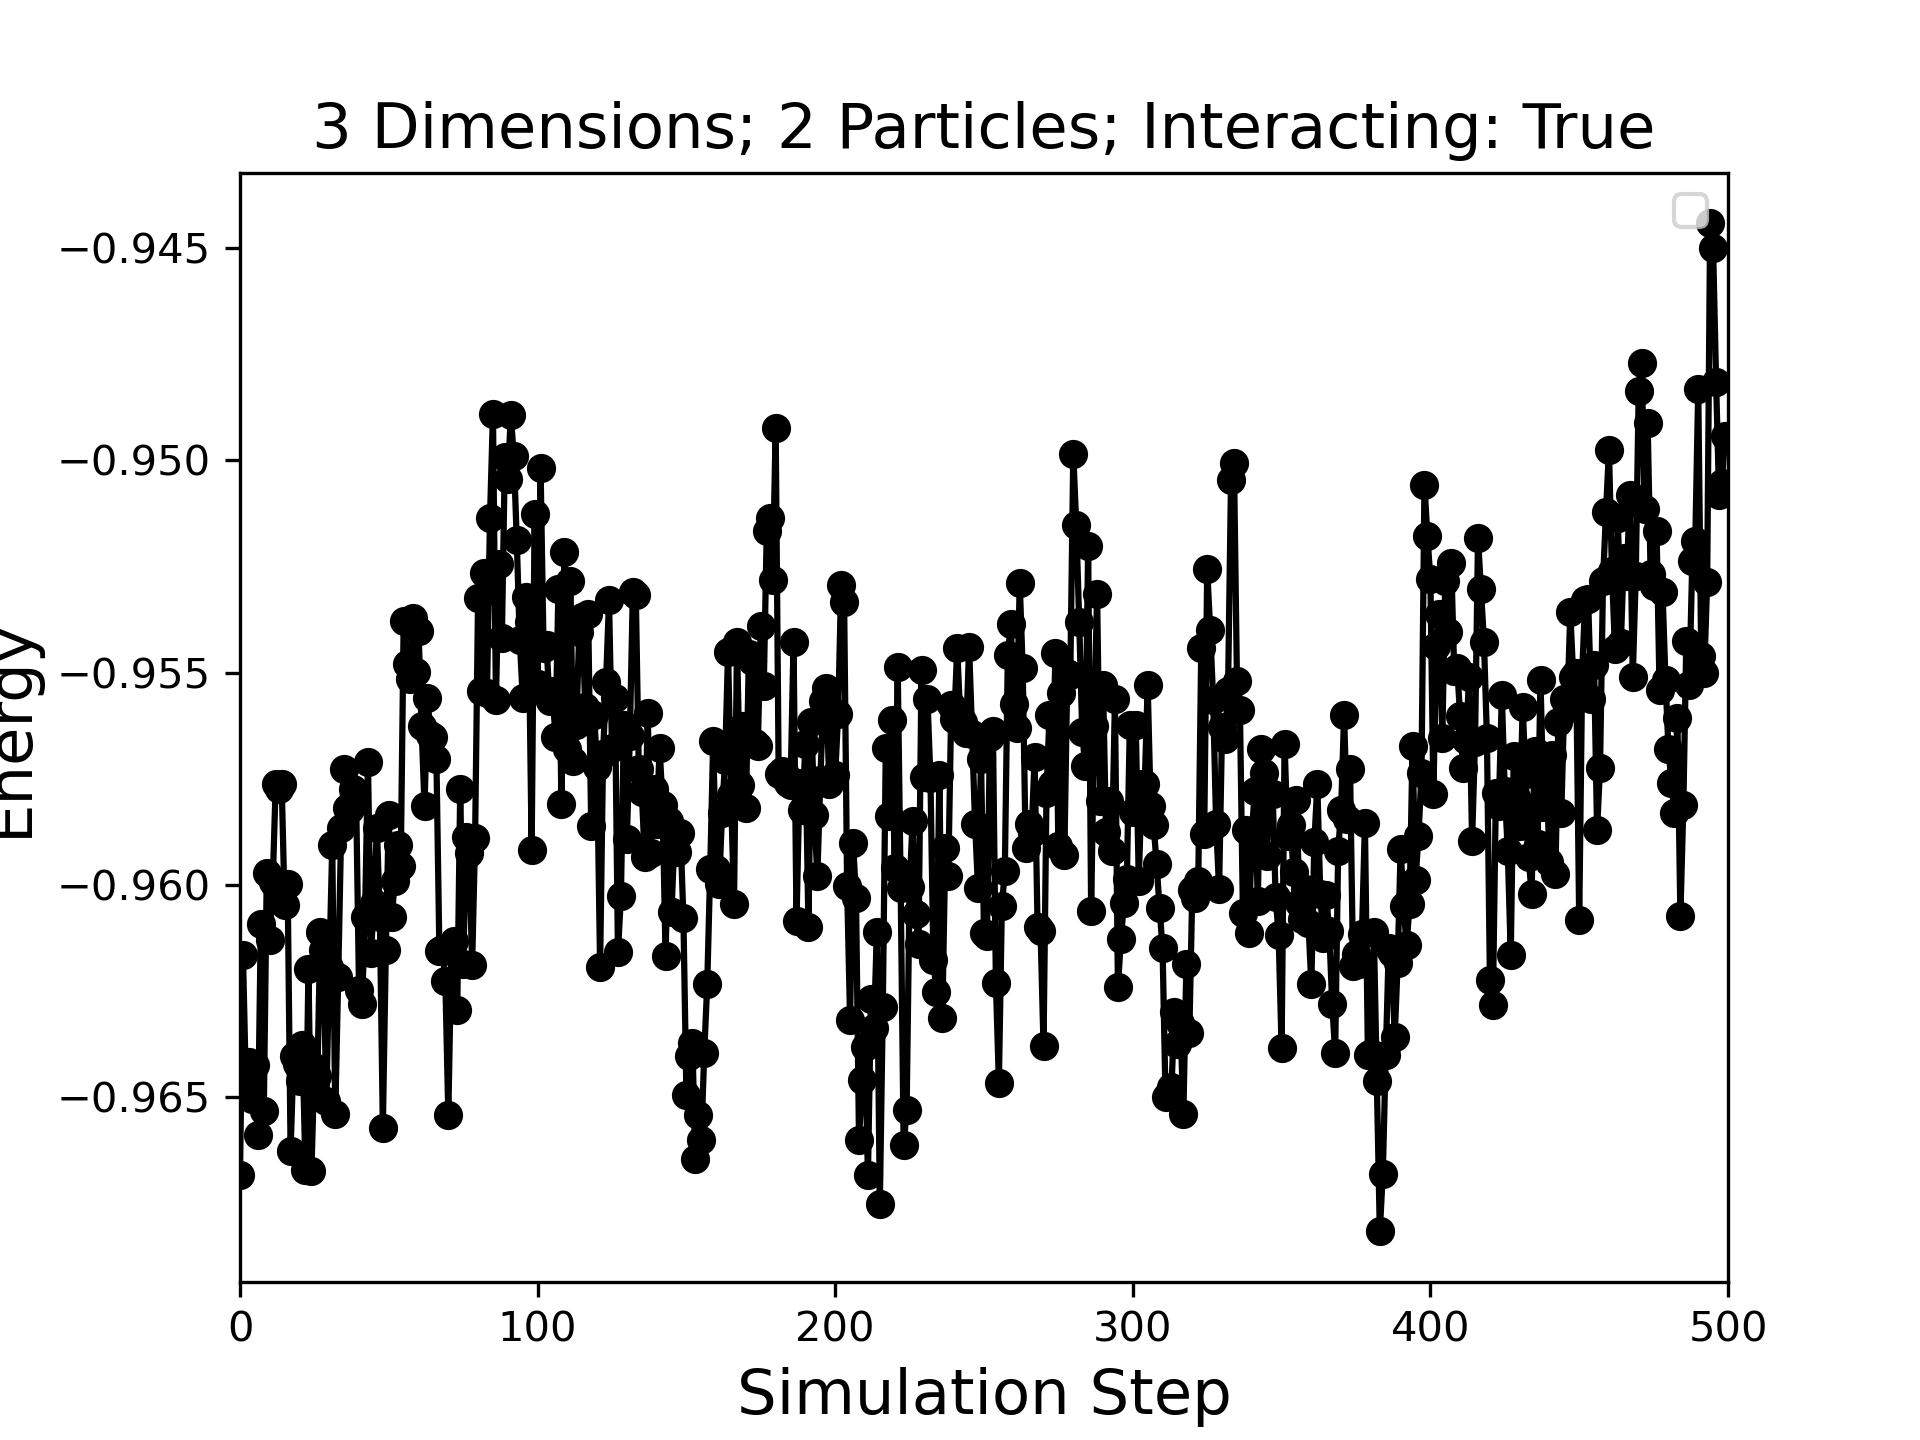 3 Dimensions; 2 Particles; Interacting: True
Energy
−0.945
−0.950
−0.955
−0.960
−0.965
0 100 200 300 400 500
Simulation Step